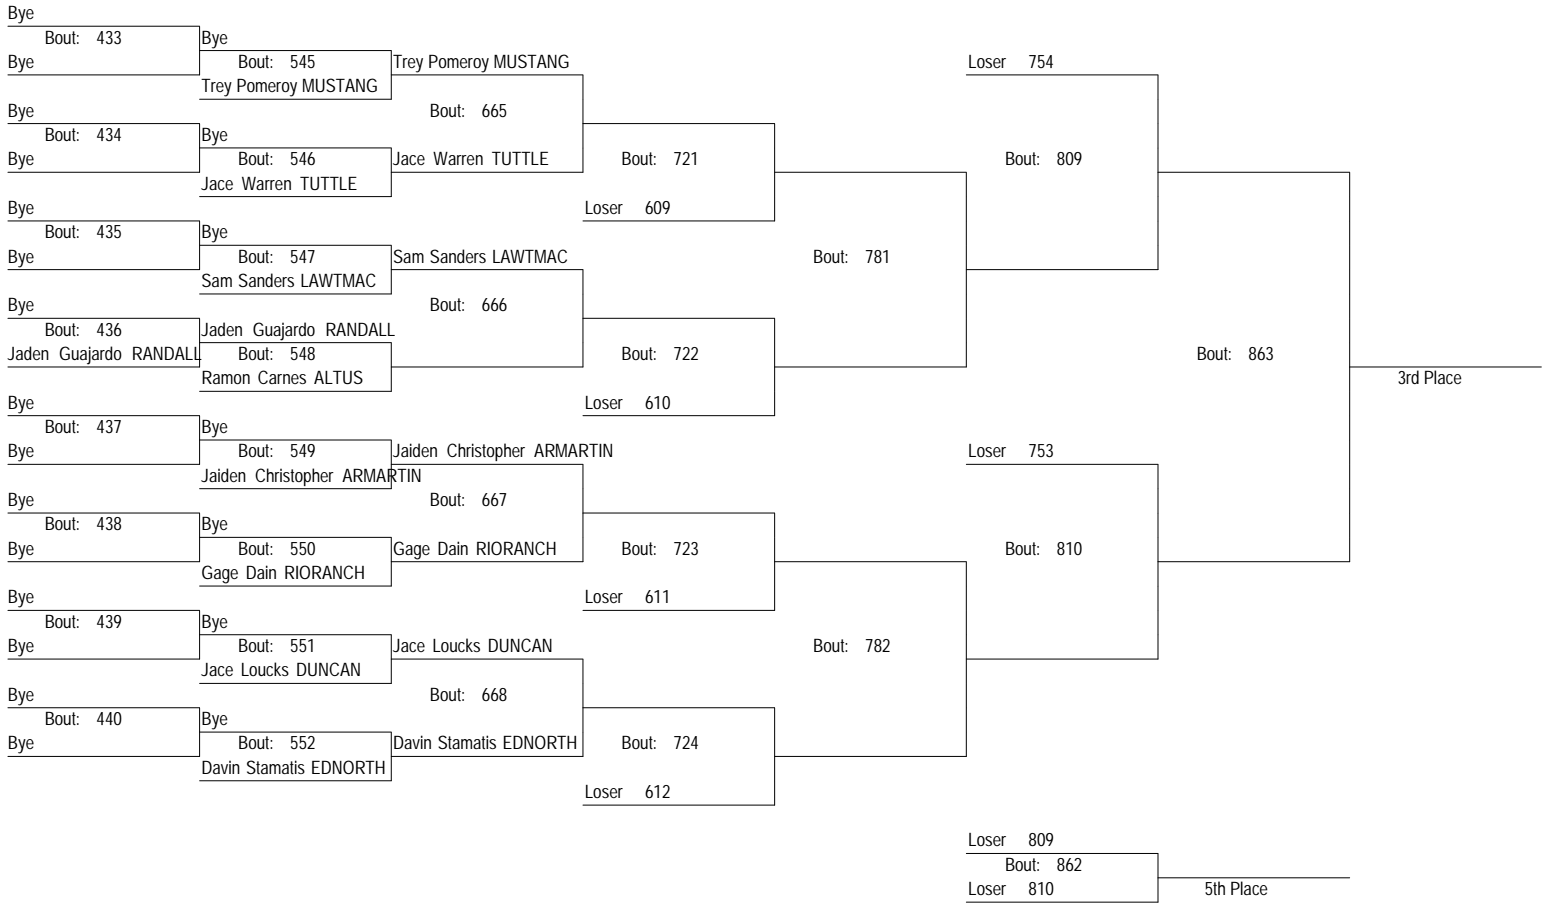 Bye
Bout: 433
Bye
Bye
Bout: 545
Trey Pomeroy MUSTANG
Trey Pomeroy MUSTANG
Loser 754
Bye
Bout: 434
Bye
Bye
Bout: 546
Jace Warren TUTTLE
Bout: 665
Jace Warren TUTTLE
Bout: 721
Loser 609
Bout: 809
Bye
Bout: 435
Bye
Bye
Bout: 547
Sam Sanders LAWTMAC
Sam Sanders LAWTMAC
Bout: 781
Bye
Bout: 436
Jaden Guajardo RANDALL
Jaden Guajardo RANDALL
Bout: 548
Ramon Carnes ALTUS
Bout: 666
Bout: 722
Loser 610
Bout: 863
3rd Place
Bye
Bout: 437
Bye
Bye
Bout: 549
Jaiden Christopher ARMARTIN
Jaiden Christopher ARMARTIN
Loser 753
Bye
Bout: 438
Bye
Bye
Bout: 550
Gage Dain RIORANCH
Bout: 667
Gage Dain RIORANCH
Bout: 723
Loser 611
Bout: 810
Bye
Bout: 439
Bye
Bye
Bout: 551
Jace Loucks DUNCAN
Jace Loucks DUNCAN
Bout: 782
Bye
Bout: 440
Bye
Bye
Bout: 552
Davin Stamatis EDNORTH
Bout: 668
Davin Stamatis EDNORTH
Bout: 724
Loser 612
Loser 809
Bout: 862
Loser 810
5th Place